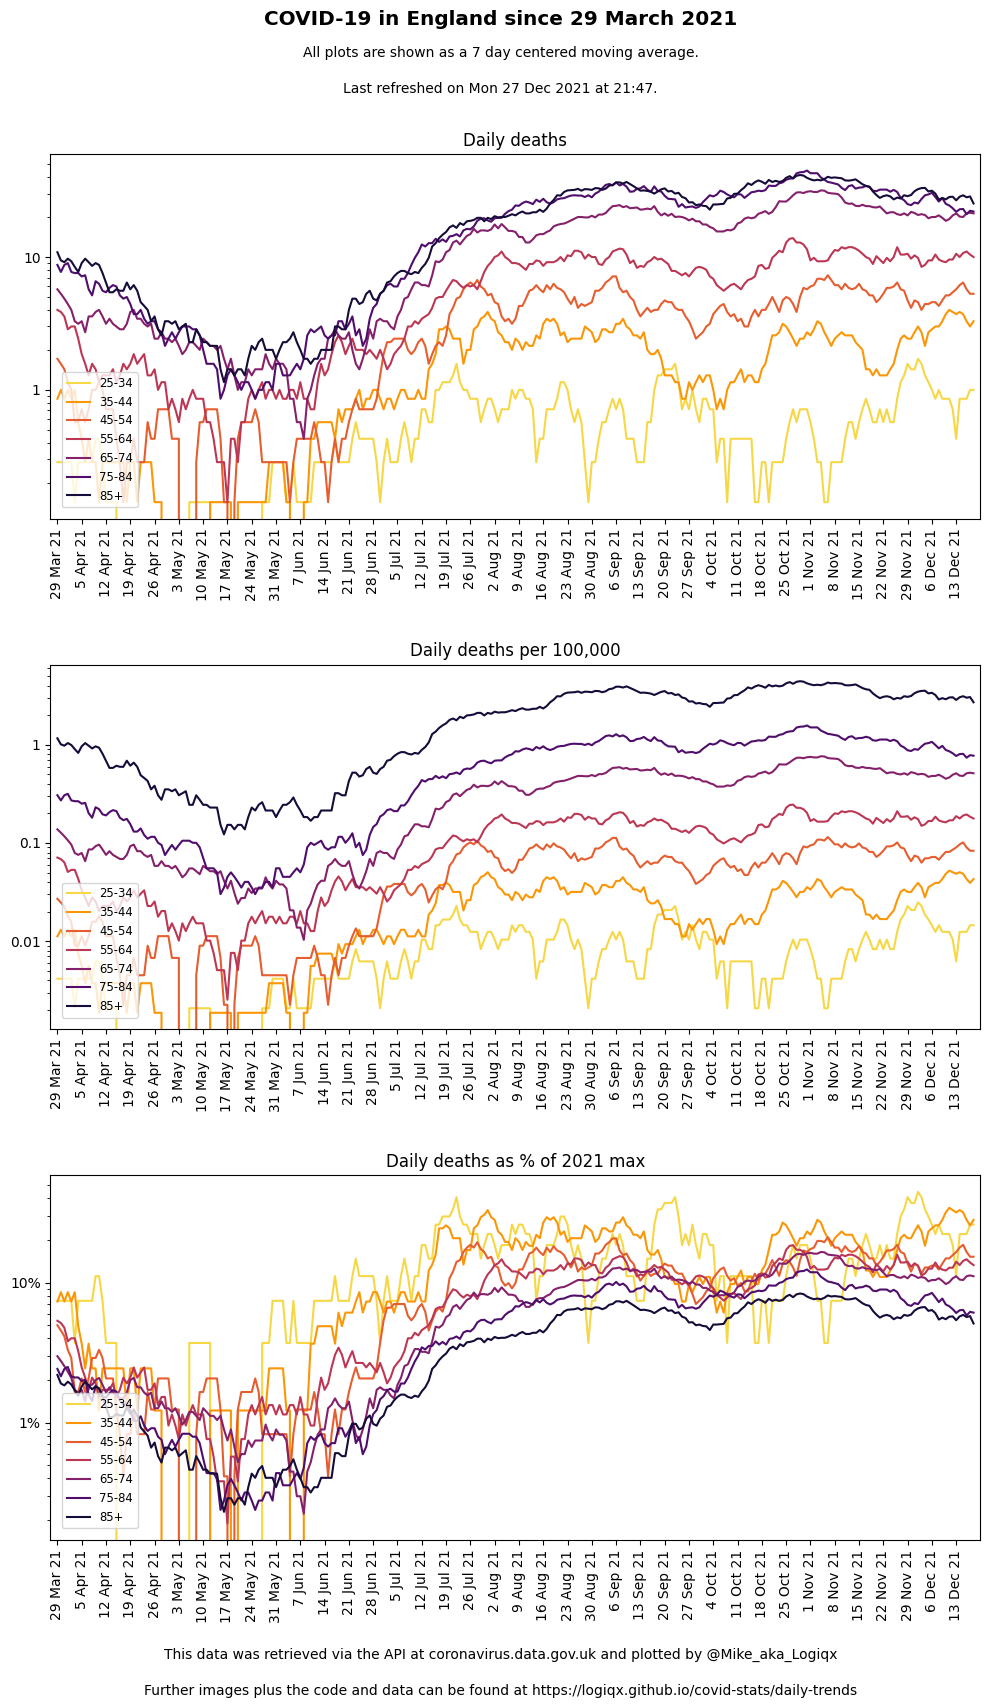 COVID-19 in England since 29 March 2021
All plots are shown as a 7 day centered moving average.
Last refreshed on Mon 27 Dec 2021 at 21:47.
Daily deaths
10
1
25-34
35-44
45-54
55-64
65-74
75-84
85+
29 Mar 21
5 Apr 21
12 Apr 21
19 Apr 21
26 Apr 21
3 May 21
10 May 21
17 May 21
24 May 21
31 May 21
7 Jun 21
14 Jun 21
21 Jun 21
28 Jun 21
5 Jul 21
12 Jul 21
19 Jul 21
26 Jul 21
2 Aug 21
9 Aug 21
16 Aug 21
23 Aug 21
30 Aug 21
6 Sep 21
13 Sep 21
20 Sep 21
27 Sep 21
4 Oct 21
11 Oct 21
18 Oct 21
25 Oct 21
1 Nov 21
8 Nov 21
15 Nov 21
22 Nov 21
29 Nov 21
6 Dec 21
13 Dec 21
Daily deaths per 100,000
1
0.1
0.01
25-34
35-44
45-54
55-64
65-74
75-84
85+
29 Mar 21
5 Apr 21
12 Apr 21
19 Apr 21
26 Apr 21
3 May 21
10 May 21
17 May 21
24 May 21
31 May 21
7 Jun 21
14 Jun 21
21 Jun 21
28 Jun 21
5 Jul 21
12 Jul 21
19 Jul 21
26 Jul 21
2 Aug 21
9 Aug 21
16 Aug 21
23 Aug 21
30 Aug 21
6 Sep 21
13 Sep 21
20 Sep 21
27 Sep 21
4 Oct 21
11 Oct 21
18 Oct 21
25 Oct 21
1 Nov 21
8 Nov 21
15 Nov 21
22 Nov 21
29 Nov 21
6 Dec 21
13 Dec 21
Daily deaths as % of 2021 max
10%
1%
25-34
35-44
45-54
55-64
65-74
75-84
85+
29 Mar 21
5 Apr 21
12 Apr 21
19 Apr 21
26 Apr 21
3 May 21
10 May 21
17 May 21
24 May 21
31 May 21
7 Jun 21
14 Jun 21
21 Jun 21
28 Jun 21
5 Jul 21
12 Jul 21
19 Jul 21
26 Jul 21
2 Aug 21
9 Aug 21
16 Aug 21
23 Aug 21
30 Aug 21
6 Sep 21
13 Sep 21
20 Sep 21
27 Sep 21
4 Oct 21
11 Oct 21
18 Oct 21
25 Oct 21
1 Nov 21
8 Nov 21
15 Nov 21
22 Nov 21
29 Nov 21
6 Dec 21
13 Dec 21
This data was retrieved via the API at coronavirus.data.gov.uk and plotted by @Mike_aka_Logiqx
Further images plus the code and data can be found at https://logiqx.github.io/covid-stats/daily-trends